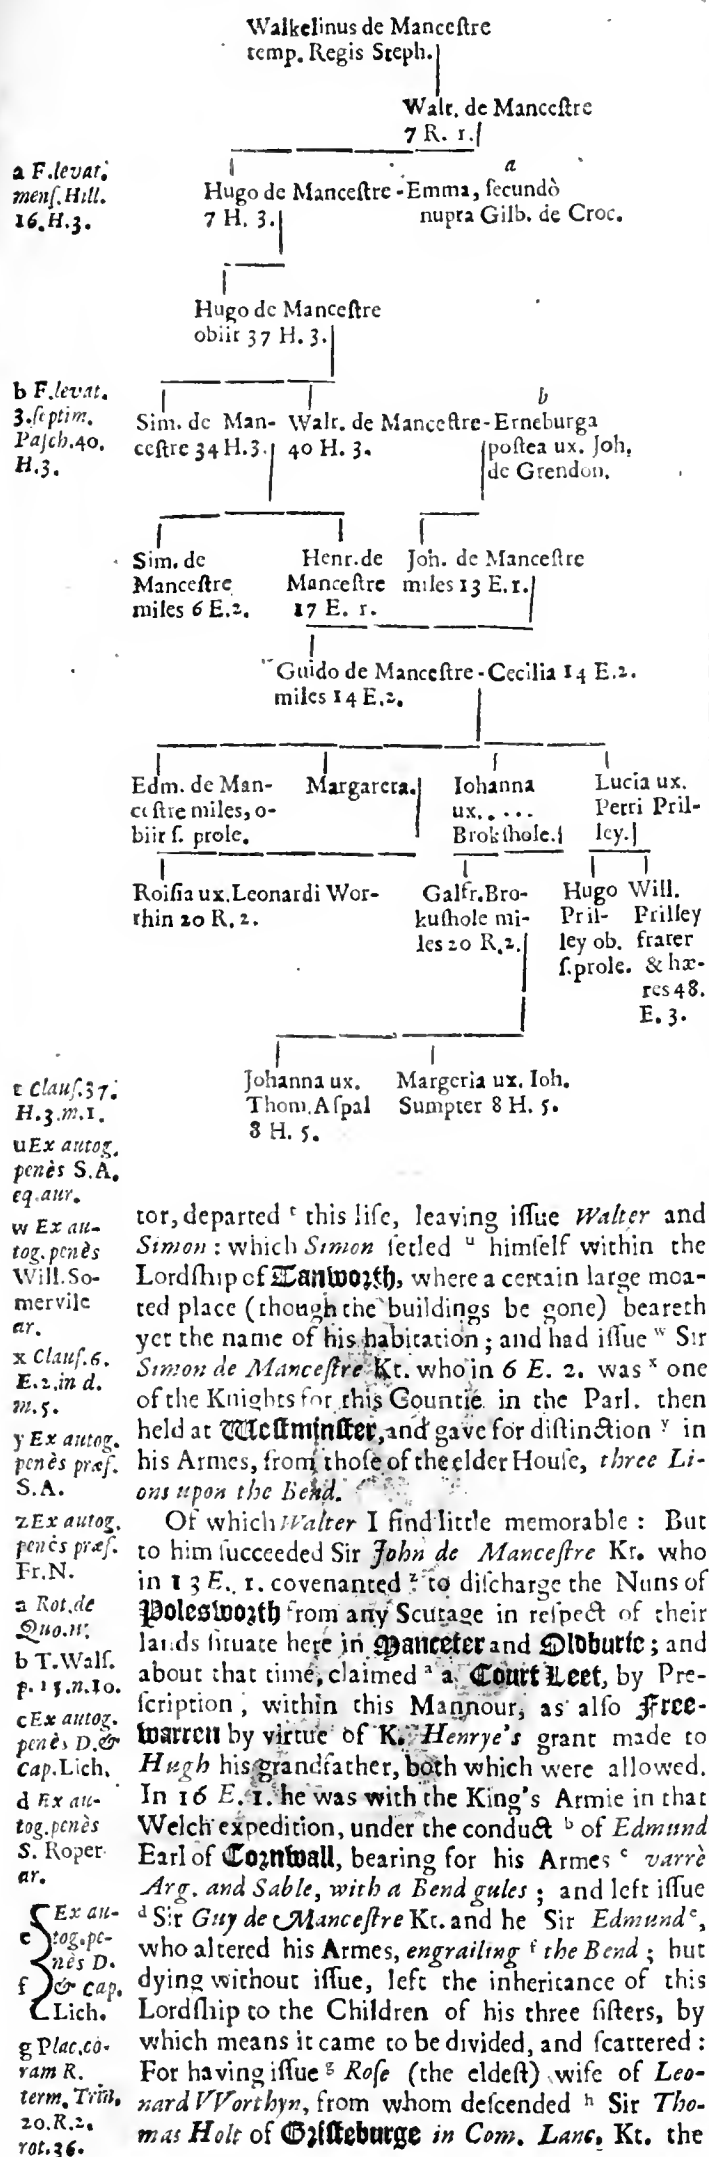 Walkelinus de Manceſtre
temp. Regis Steph.
Walt. de Manceſtre
7 R. 1.
a F.levat.
menſ. Hill.
16. H.3.
Hugo de Manceſtre - Emma, ſecundò
a
7 H. 3. nupta Gilb. de Croc.
Hugo de Manceſtre
obiit 37 H. 3.
b F.levat.
3.ſeptim.
Paſch.40.
H.3.
b
Sim. de Man- Walt. de Manceſtre - Erneburga
ceſtre 34 H.3. 40 H. 3. poſtea ux. Joh.
de Grendon.
Sim. de Henr. de Joh. de Manceſtre
Manceſtre Manceſtre miles 13 E. 1.
miles 6 E.2. 17 E. 1.
Guido de Manceſtre - Cecilia 14 E.2.
miles 14 E.2.
Edm. de Man- Margareta. Iohanna Lucia ux.
ceſtre miles, o- ux. . . . . Petri Pril-
biit ſ. prole. Brokſhole. ley.
Roiſia ux. Leonardi Wor- Galfr. Bro- Hugo Will.
thin 20 R. 2. kuſhole mi- Pril- Prilley
les 20 R.2. ley ob. frater
ſ.prole. & hæ-
res 48.
E. 3.
Johanna ux. Margeria ux. Ioh.
Thom. Aſpal Sumpter 8 H. 5.
8 H. 5.
t Clauſ.37.
H.3.m.1.
u Ex autog.
penès S.A.
eq.aur.
w Ex au-
tog. penès
Will. So-
mervile
ar.
x Clauſ.6.
E.2.in d.
m.5.
y Ex autog.
penès præf.
S.A.
z Ex autog.
penès præf.
Fr.N.
a Rot.de
Quo.w.
b T.Walſ.
p.15.n.10.
c Ex autog.
penès D.&
Cap.Lich.
d Ex au-
tog.penès
S. Roper
ar.
Ex au-
e tog.pe-
nès D.
f & Cap.
Lich.
g Plac.co-
ram R.
term. Trin.
20.R.2.
rot.36.
tor, departed t this life, leaving iſſue Walter and
Simon : which Simon ſetled u himſelf within the
Lordſhip of Tanworth, where a certain large moa-
ted place (though the buildings be gone) beareth
yet the name of his habitation ; and had iſſue w Sir
Simon de Manceſtre Kt. who in 6 E. 2. was x one
of the Knights for this Countie in the Parl. then
held at Weſtminſter, and gave for diſtinction y in
his Armes, from thoſe of the elder Houſe, three Li-
ons upon the Bend.
Of which Walter I find little memorable : But
to him ſucceeded Sir John de Manceſtre Kt. who
in 13 E. 1. covenanted z to diſcharge the Nuns of
Polesworth from any Scutage in reſpect of their
lands ſituate here in Manceter and Oldburie ; and
about that time, claimed a a Court Leet, by Pre-
ſcription, within this Mannour, as alſo Free-
warren by virtue of K. Henrye's grant made to
Hugh his grandfather, both which were allowed.
In 16 E. 1. he was with the King's Armie in that
Welch expedition, under the conduct b of Edmund
Earl of Cornwall, bearing for his Armes c varrè
Arg. and Sable, with a Bend gules ; and left iſſue
d Sir Guy de Manceſtre Kt. and he Sir Edmund e,
who altered his Armes, engrailing f the Bend ; but
dying without iſſue, left the inheritance of this
Lordſhip to the Children of his three ſiſters, by
which means it came to be divided, and ſcattered :
For having iſſue g Roſe (the eldeſt) wife of Leo-
nard VVorthyn, from whom deſcended h Sir Tho-
mas Holt of Griſteburge in Com. Lanc. Kt. the